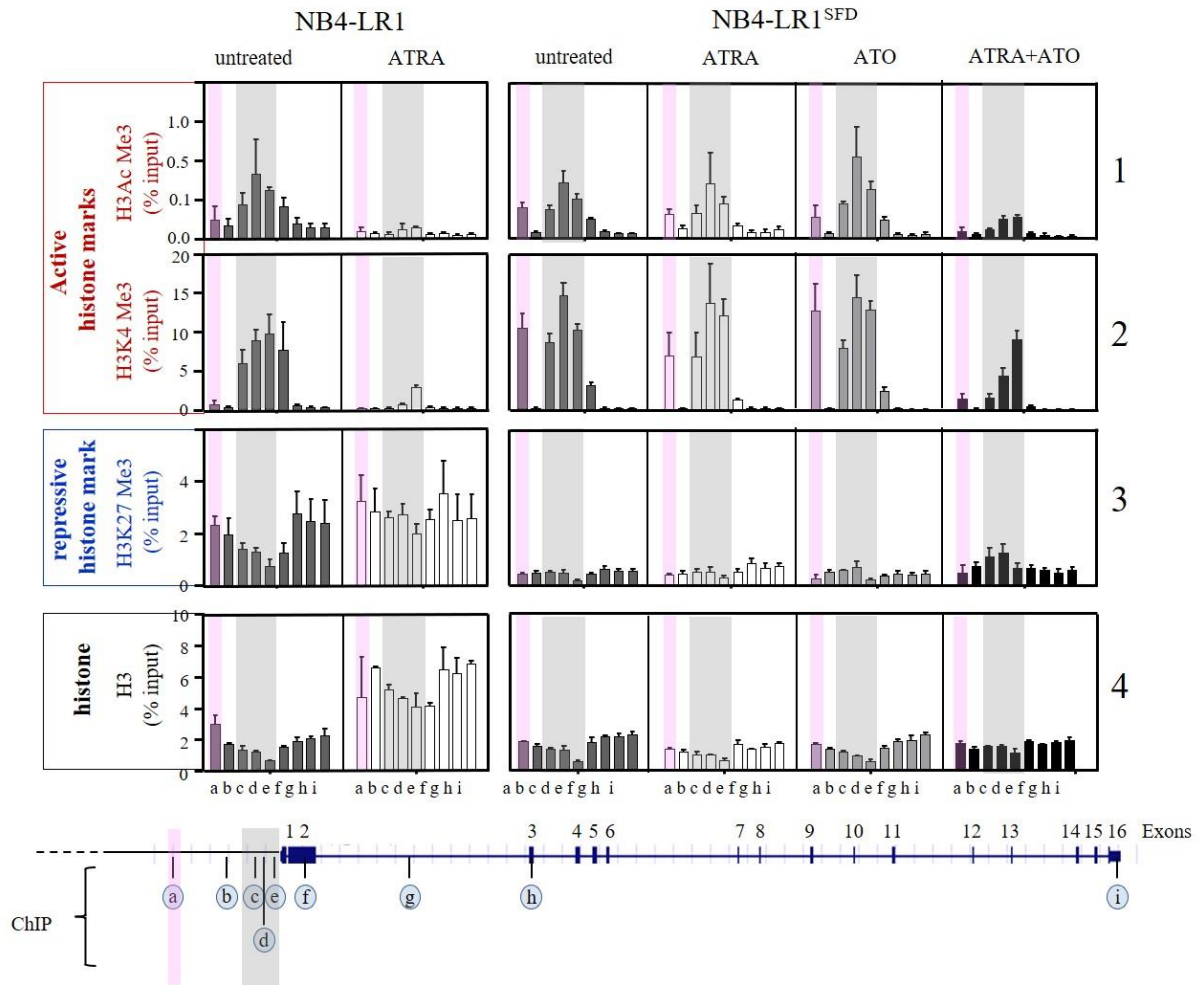 NB4-LR1 NB4-LR1SFD
untreated ATRA untreated ATRA ATO ATRA+ATO
Active
histone marks
H3Ac Me3
(% input)
1.0
0.5
0.1
0.0
1
H3K4 Me3
(% input)
20
15
10
5
0
2
repressive
histone mark
H3K27 Me3
(% input)
4
2
0
3
histone
H3
(% input)
10
8
6
4
2
0
4
a b c d e f g h i a b c d e f g h i a b c d e f g h i a b c d e f g h i a b c d e f g h i a b c d e f g h i
1 2 3 4 5 6 7 8 9 10 11 12 13 14 15 16 Exons
a b c e f g h i
d
ChIP